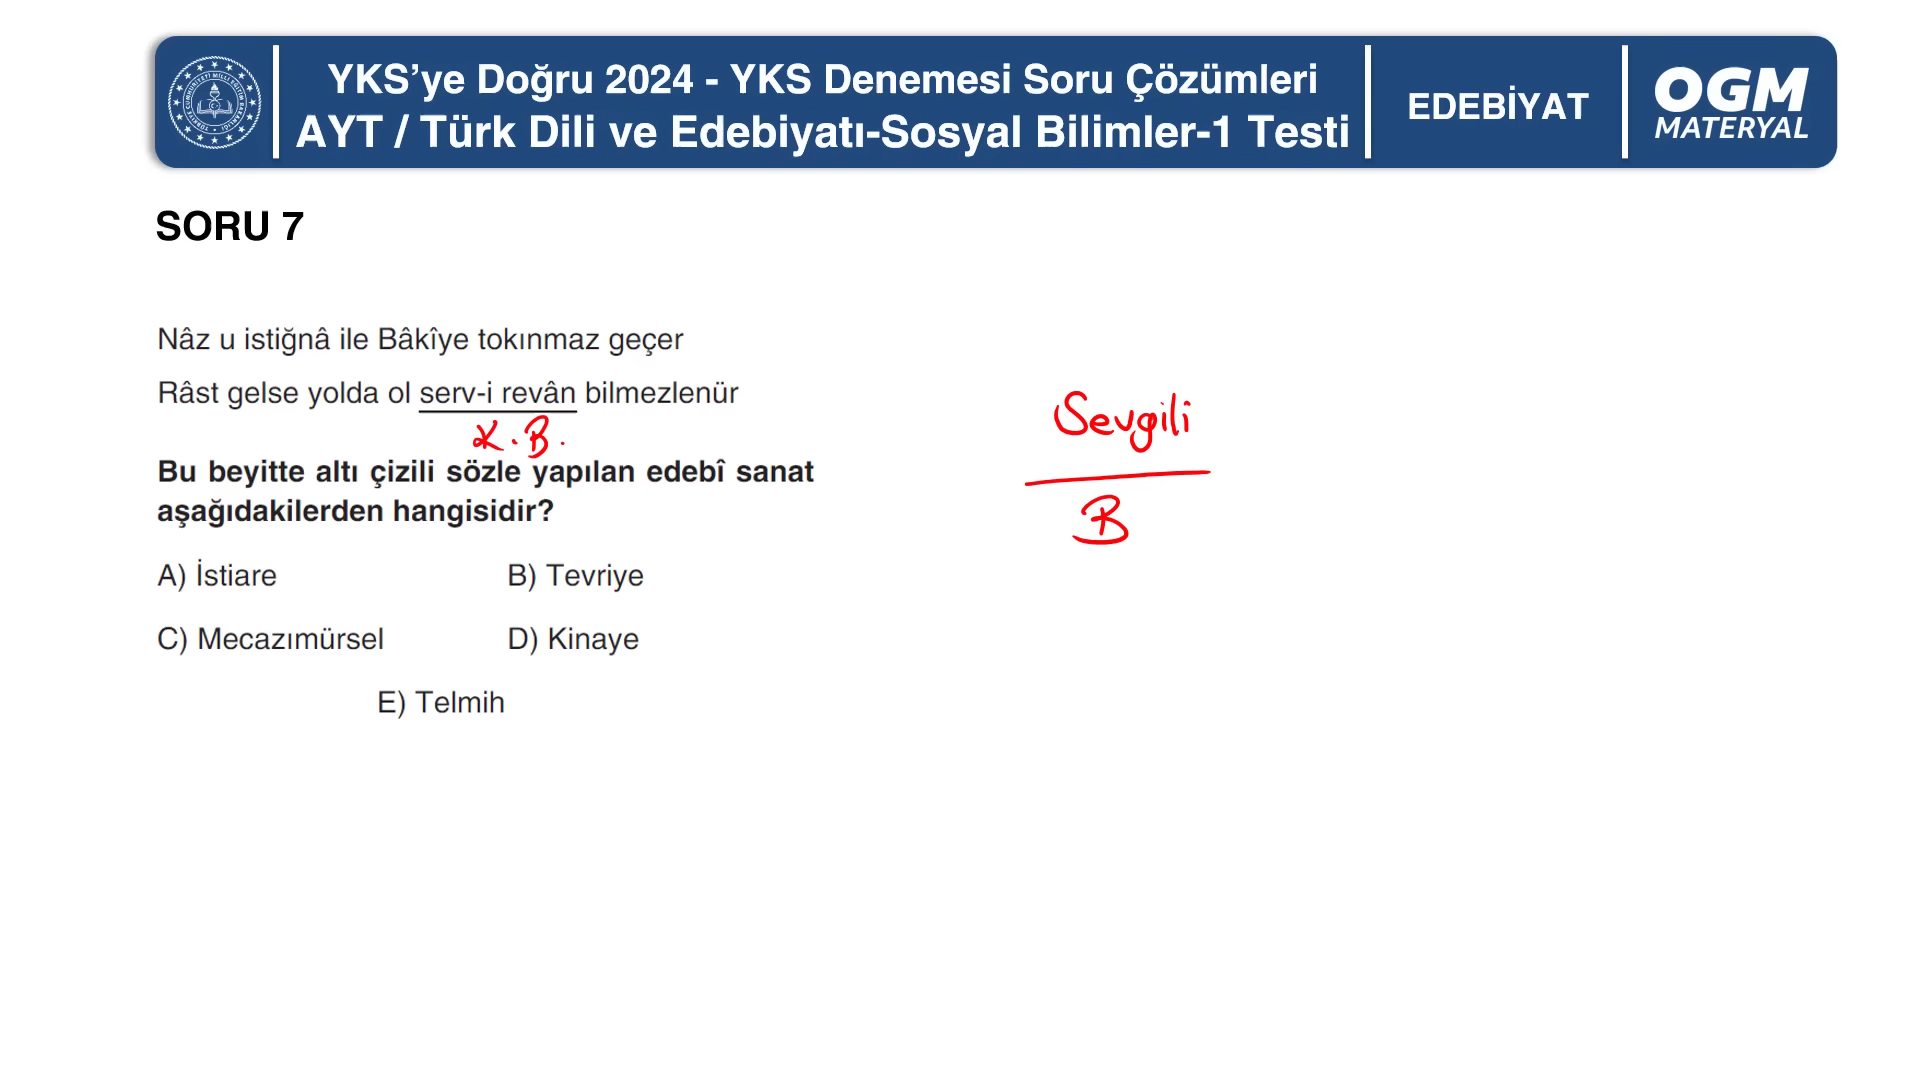 YKS’ye Doğru 2024 - YKS Denemesi Soru Çözümleri
AYT / Türk Dili ve Edebiyatı-Sosyal Bilimler-1 Testi
EDEBİYAT
OGM
MATERYAL
SORU 7
Nâz u istiğnâ ile Bâkîye tokınmaz geçer
Râst gelse yolda ol serv-i revân bilmezlenür
K.B.
Bu beyitte altı çizili sözle yapılan edebî sanat
aşağıdakilerden hangisidir?
A) İstiare
B) Tevriye
C) Mecazımürsel
D) Kinaye
E) Telmih
Sevgili
B